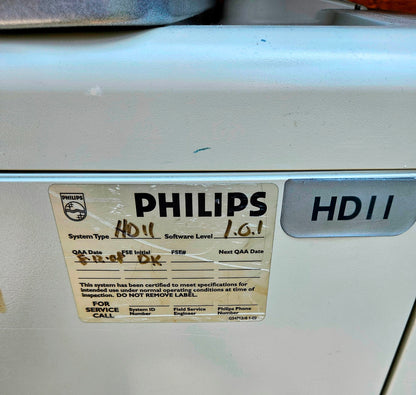 PHILIPS
PHILIPS
HD11
System Type HD11 Software Level 1.0.1
QAA Date FSE Initial FSE# Next QAA Date
DK
This system has been certified to meet specifications for
intended use under normal operating conditions at time of
inspection. DO NOT REMOVE LABEL.
FOR SERVICE CALL
System ID Number
Field Service Engineer
Philips Phone Number